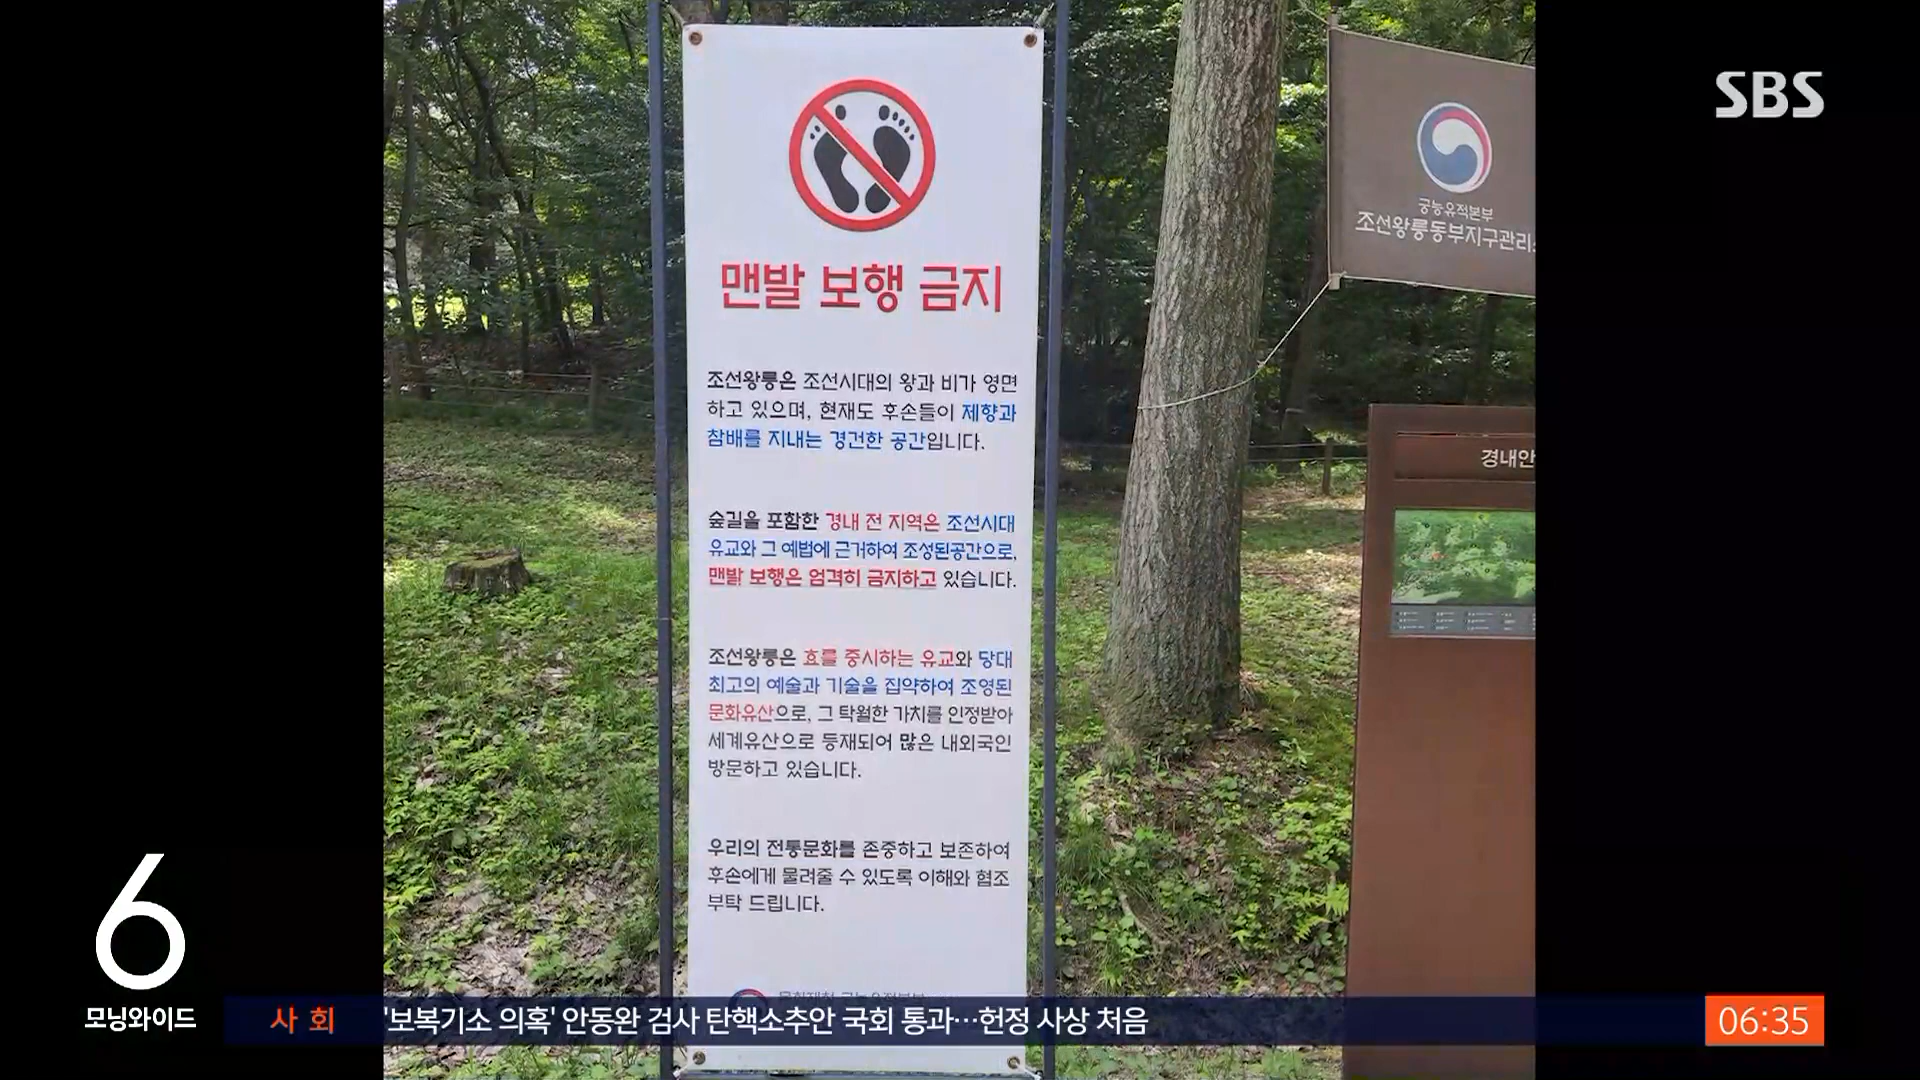 맨발 보행 금지
조선왕릉은 조선시대의 왕과 비가 영면
하고 있으며, 현재도 후손들이 제향과
참배를 지내는 경건한 공간입니다.
숲길을 포함한 경내 전 지역은 조선시대
유교와 그 예법에 근거하여 조성된공간으로,
맨발 보행은 엄격히 금지하고 있습니다.
조선왕릉은 효를 중시하는 유교와 당대
최고의 예술과 기술을 집약하여 조영된
문화유산으로, 그 탁월한 가치를 인정받아
세계유산으로 등재되어 많은 내외국인
방문하고 있습니다.
우리의 전통문화를 존중하고 보존하여
후손에게 물려줄 수 있도록 이해와 협조
부탁 드립니다.
궁능유적본부
조선왕릉동부지구관리
경내안
SBS
6
모닝와이드
사회
'보복기소 의혹' 안동완 검사 탄핵소추안 국회 통과…헌정 사상 처음
06:35